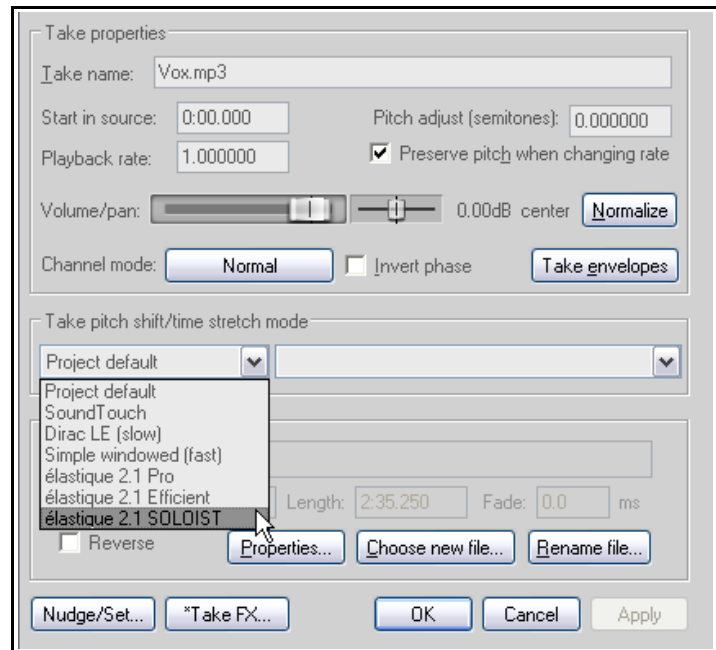 Take properties
Take name: Vox.mp3
Start in source: 0:00.000 Pitch adjust (semitones): 0.000000
Playback rate: 1.000000 Preserve pitch when changing rate
Volume/pan: 0.00dB center Normalize
Channel mode: Normal Invert phase Take envelopes
Take pitch shift/time stretch mode
Project default
Project default
SoundTouch
Dirac LE (slow)
Simple windowed (fast)
élastique 2.1 Pro
élastique 2.1 Efficient
élastique 2.1 SOLOIST
Length: 2:35.250 Fade: 0.0 ms
Reverse Properties... Choose new file... Rename file...
Nudge/Set... *Take FX... OK Cancel Apply